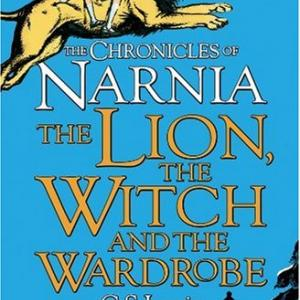 THE CHRONICLES OF
NARNIA
THE LION,
THE
WITCH
AND THE
WARDROBE